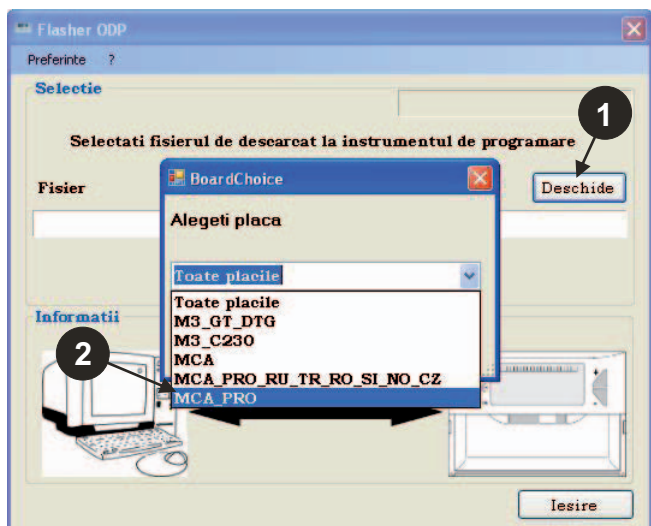 Flasher ODP
Preferinte ?
Selectie
1
Selectati fisierul de descarcat la instrumentul de programare
Fisier
Deschide
BoardChoice
Alegeti placa
Toate placile
Toate placile
M3_GT_DTG
M3_C230
MCA
MCA_PRO_RU_TR_RO_SI_NO_CZ
MCA_PRO
Informatii
2
Iesire